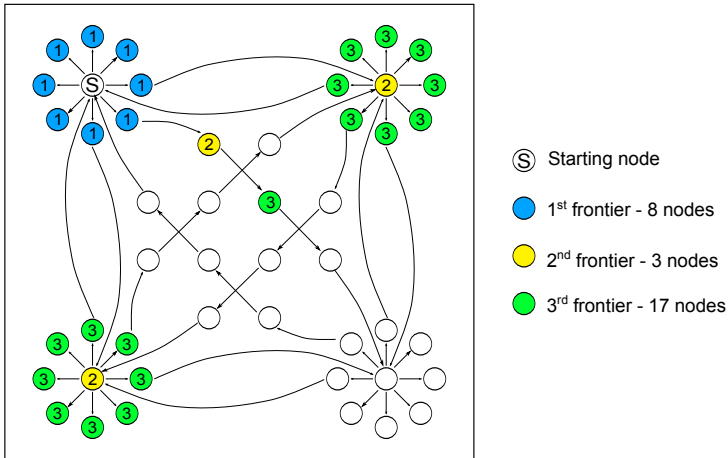 1 3
1 1 3 3
1 S 1 3 2 3
1 1 3 3
1 3
2
3
3
3 3
3 2 3
3 3
3
S Starting node
1st frontier - 8 nodes
2nd frontier - 3 nodes
3rd frontier - 17 nodes